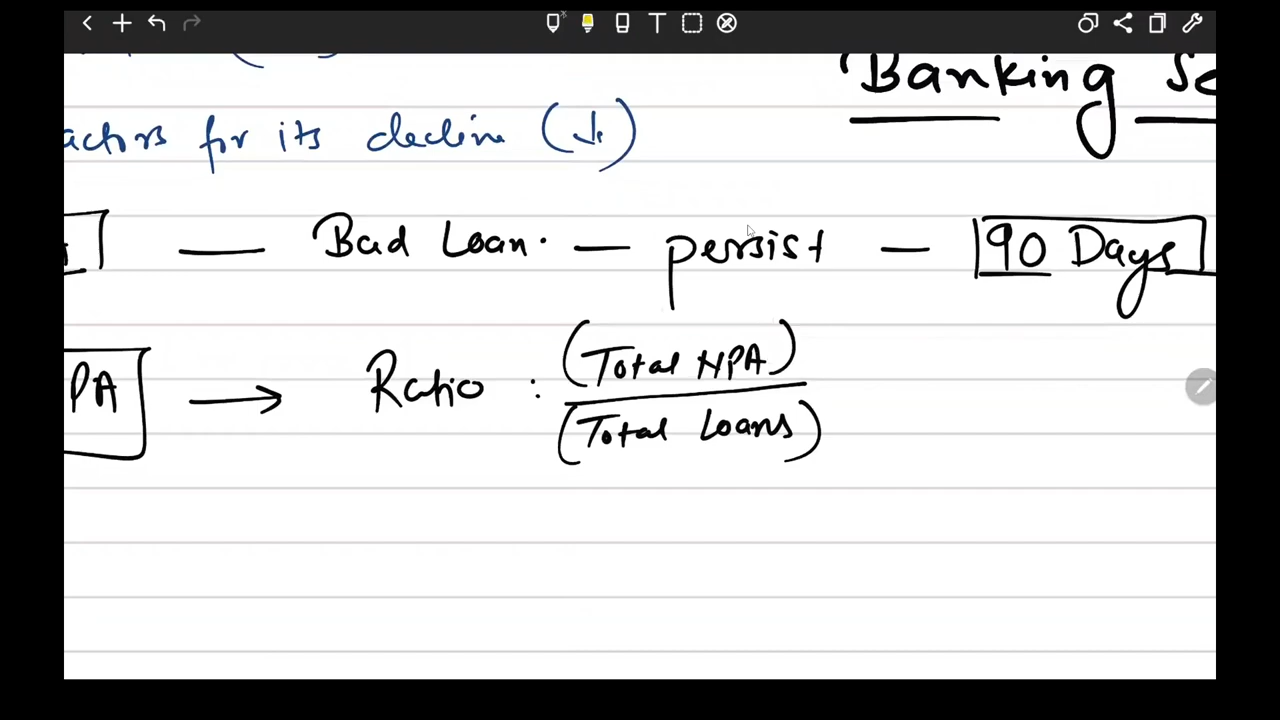 Banking Se
actors for its decline (↓)
— Bad Loan. — persist — 90 Days
PA → Ratio : (Total NPA)
(Total Loans)